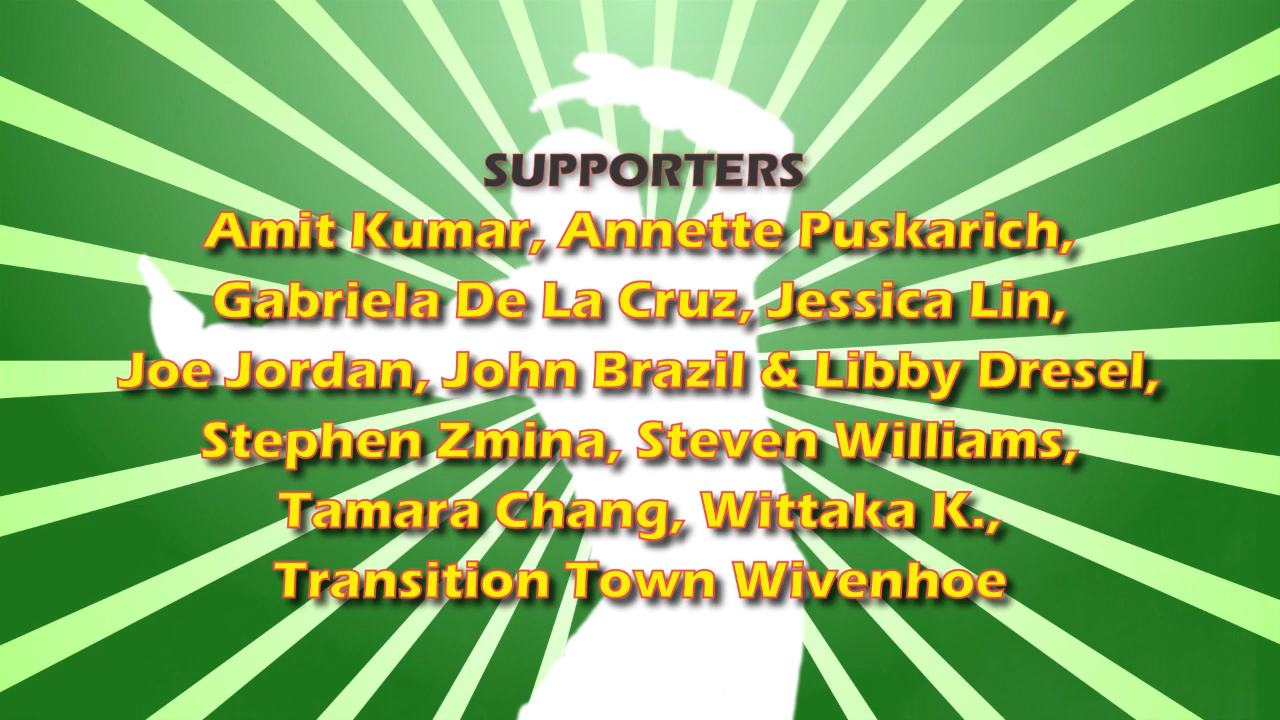 SUPPORTERS
Amit Kumar, Annette Puskarich,
Gabriela De La Cruz, Jessica Lin,
Joe Jordan, John Brazil & Libby Dresel,
Stephen Zmina, Steven Williams,
Tamara Chang, Wittaka K.,
Transition Town Wivenhoe